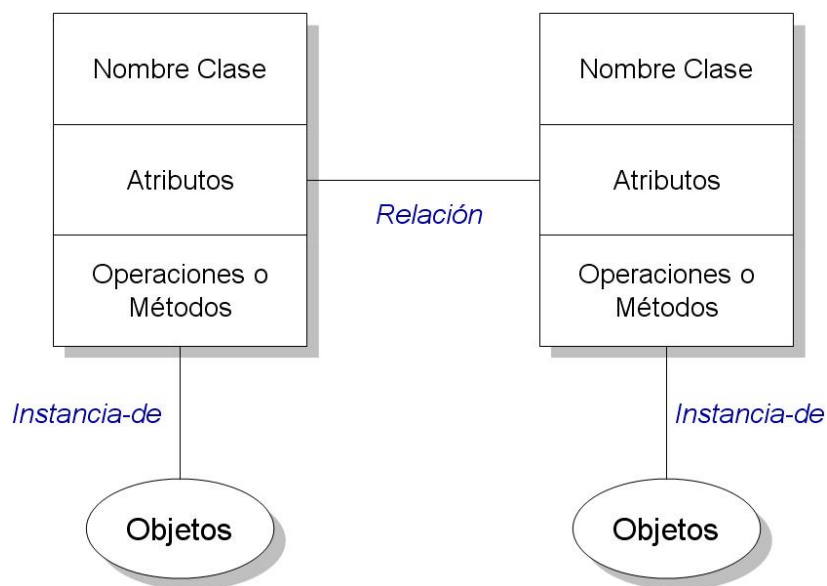 Nombre Clase
Atributos
Operaciones o
Métodos
Relación
Nombre Clase
Atributos
Operaciones o
Métodos
Instancia-de
Instancia-de
Objetos
Objetos